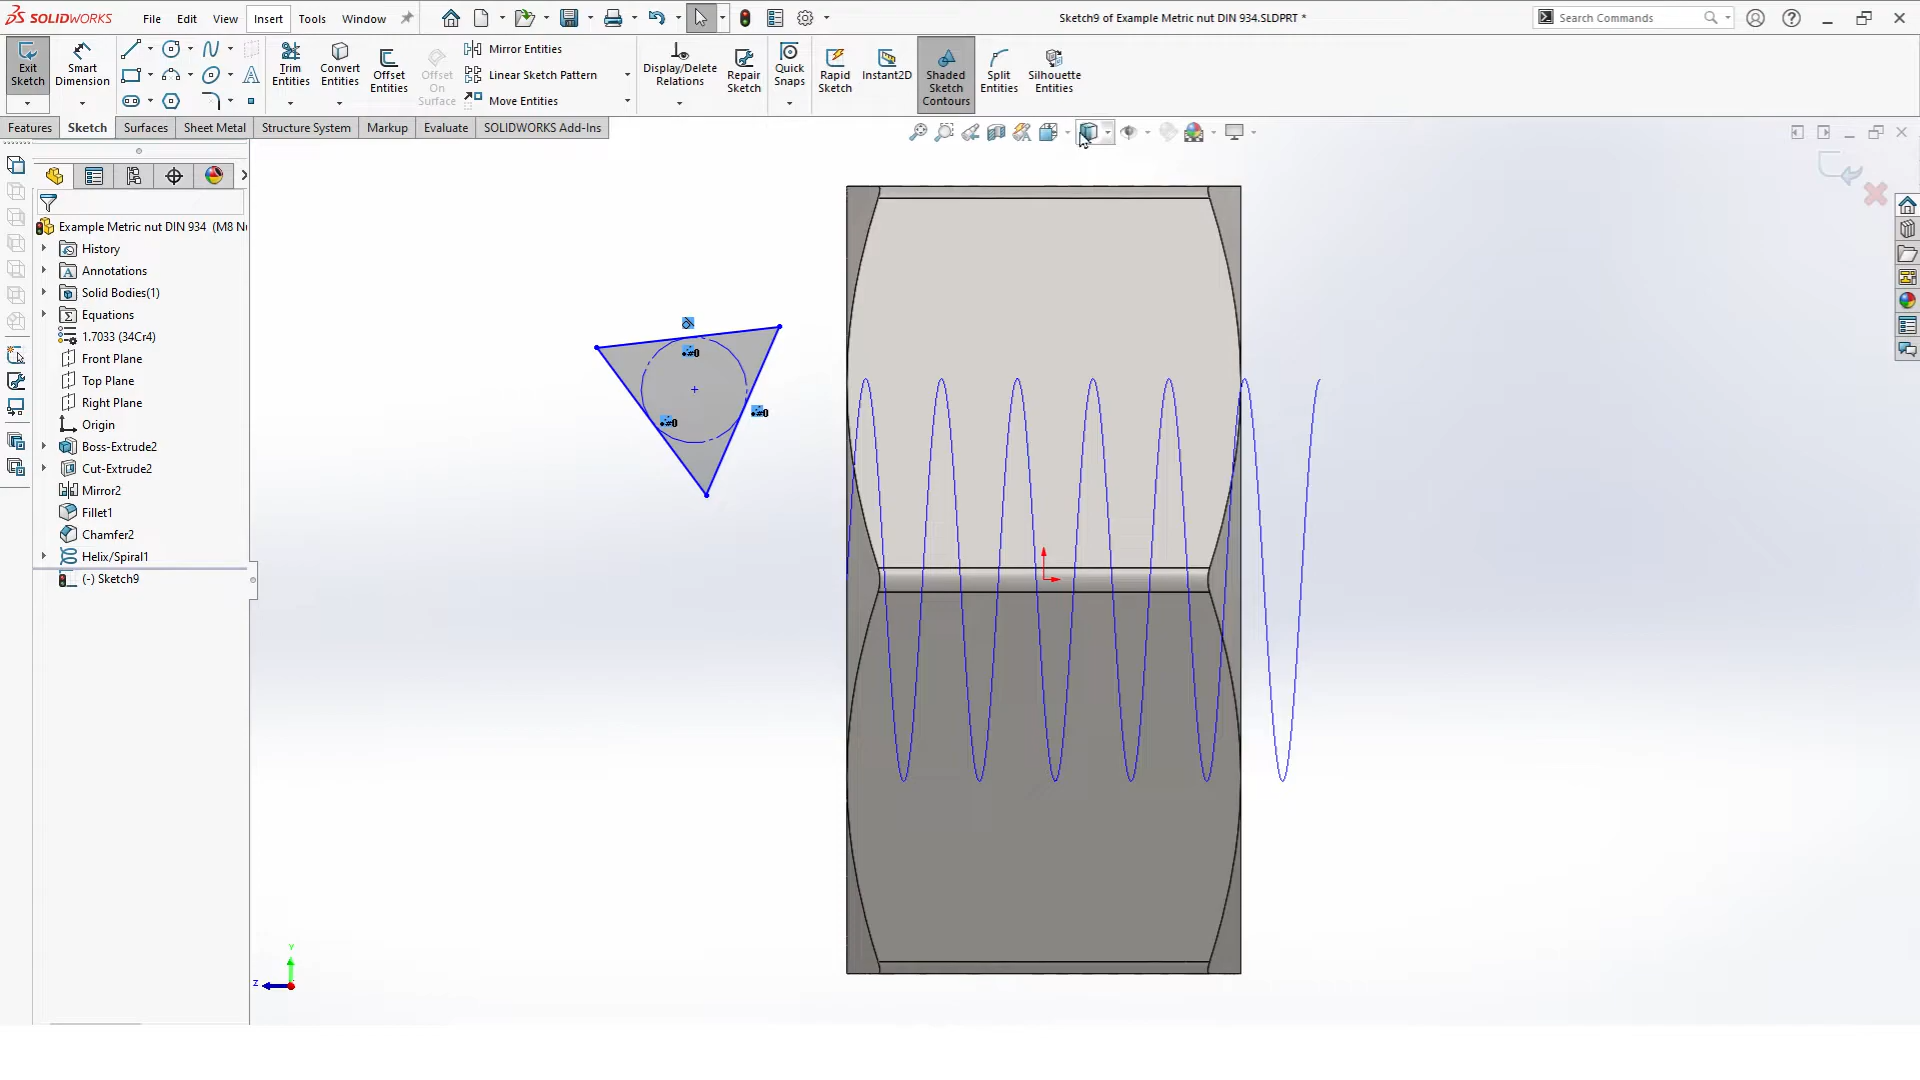 SOLIDWORKS File Edit View Insert Tools Window Sketch9 of Example Metric nut DIN 934.SLDPRT * Search Commands
Exit Sketch
Smart Dimension
Trim Entities
Convert Entities
Offset Entities
Offset On Surface
Mirror Entities
Linear Sketch Pattern
Move Entities
Display/Delete Relations
Repair Sketch
Quick Snaps
Rapid Sketch
Instant2D
Shaded Sketch Contours
Split Entities
Silhouette Entities
Features Sketch Surfaces Sheet Metal Structure System Markup Evaluate SOLIDWORKS Add-Ins
Example Metric nut DIN 934 (M8 N
History
Annotations
Solid Bodies(1)
Equations
1.7033 (34Cr4)
Front Plane
Top Plane
Right Plane
Origin
Boss-Extrude2
Cut-Extrude2
Mirror2
Fillet1
Chamfer2
Helix/Spiral1
(-) Sketch9
Y
Z